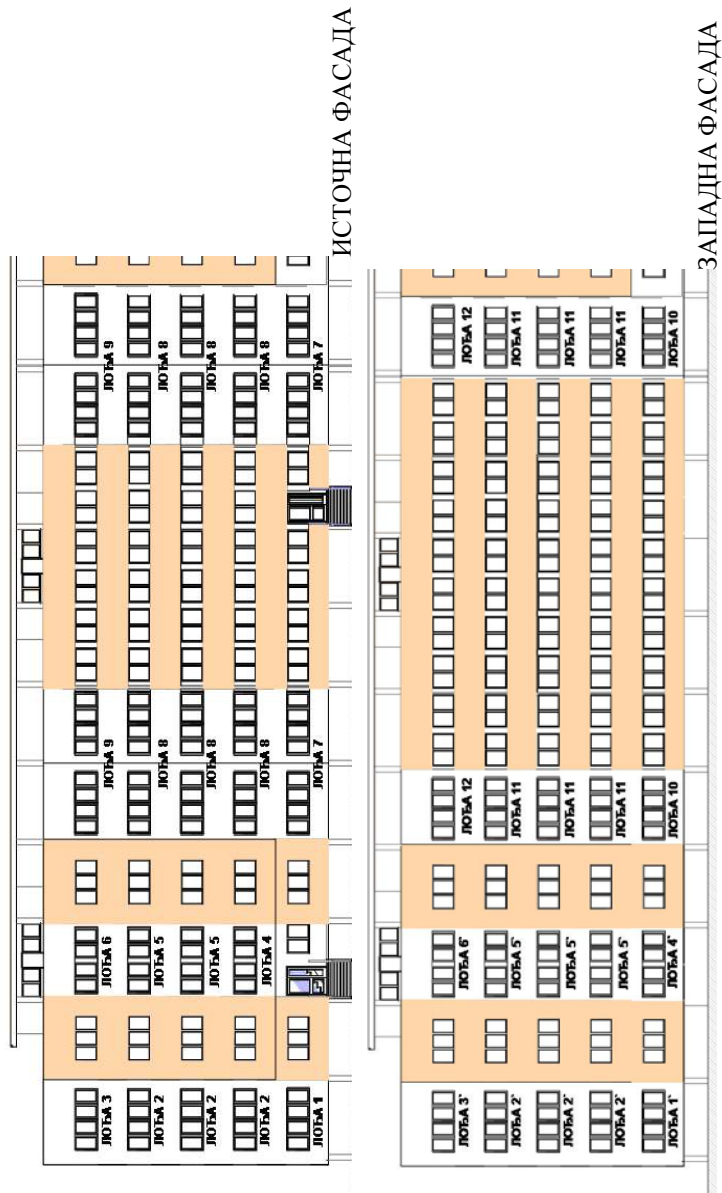 ЛОЂА 3 ЛОЂА 6 ЛОЂА 9 ЛОЂА 9
ЛОЂА 2 ЛОЂА 5 ЛОЂА 8 ЛОЂА 8
ЛОЂА 2 ЛОЂА 5 ЛОЂА 8 ЛОЂА 8
ЛОЂА 2 ЛОЂА 4 ЛОЂА 8 ЛОЂА 8
ЛОЂА 1 ЛОЂА 7 ЛОЂА 7
ИСТОЧНА ФАСАДА
ЛОЂА 3` ЛОЂА 6` ЛОЂА 12 ЛОЂА 12
ЛОЂА 2` ЛОЂА 5` ЛОЂА 11 ЛОЂА 11
ЛОЂА 2` ЛОЂА 5` ЛОЂА 11 ЛОЂА 11
ЛОЂА 2` ЛОЂА 5` ЛОЂА 11 ЛОЂА 11
ЛОЂА 1` ЛОЂА 4` ЛОЂА 10 ЛОЂА 10
ЗАПАДНА ФАСАДА